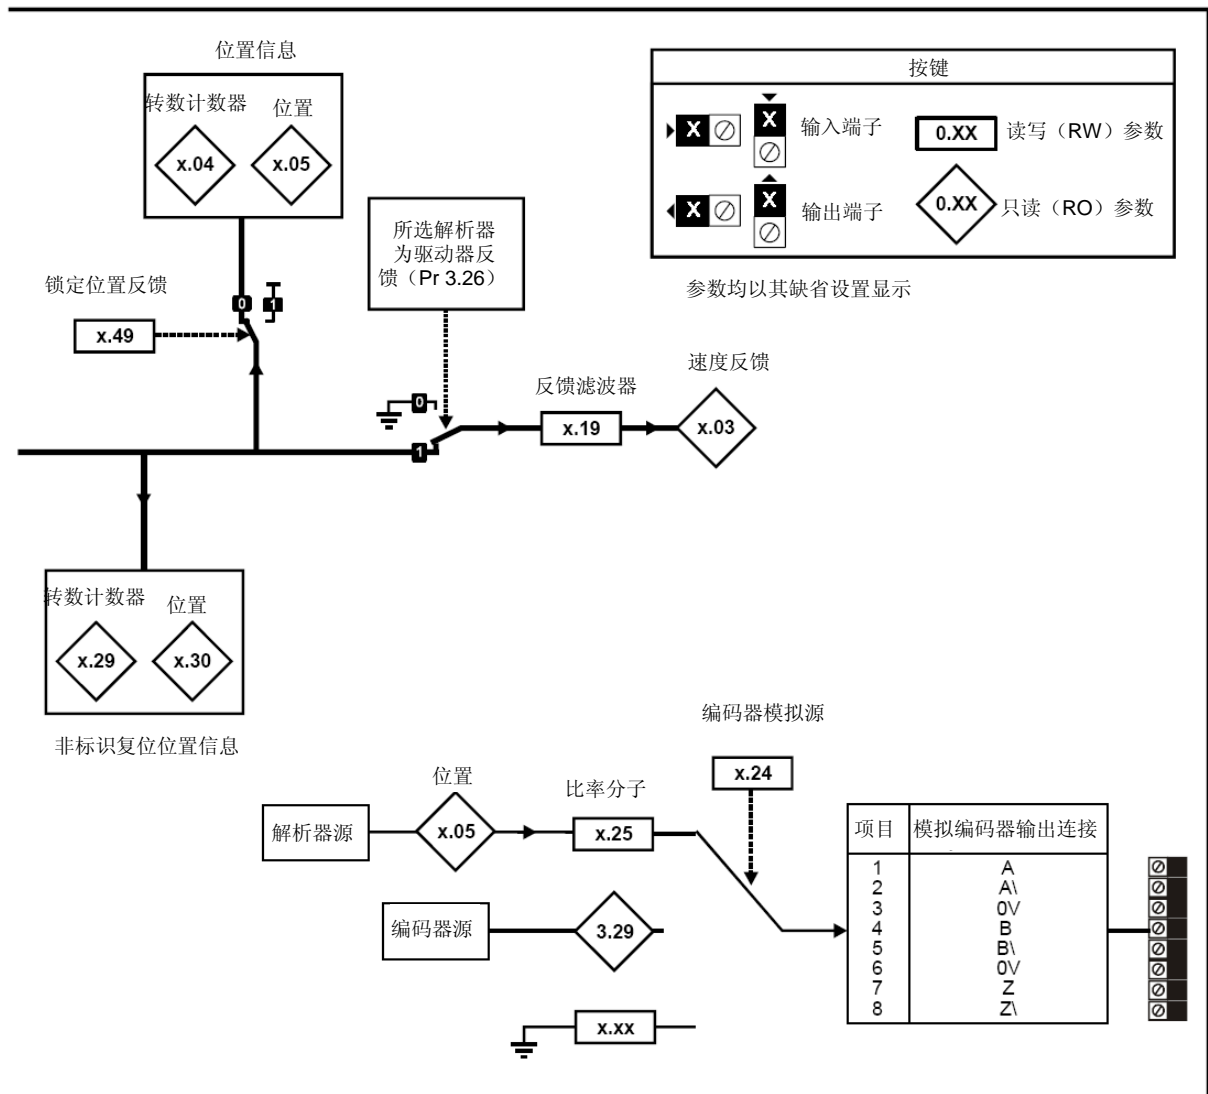 位置信息
转数计数器 位置
x.04 x.05
按键
X X 输入端子 0.XX 读写（RW）参数
X X 输出端子 0.XX 只读（RO）参数
参数均以其缺省设置显示
所选解析器
为驱动器反
馈（Pr 3.26）
锁定位置反馈
0 1
x.49
速度反馈
反馈滤波器
0
x.19 x.03
1
转数计数器 位置
x.29 x.30
非标识复位位置信息
编码器模拟源
x.24
位置 比率分子
解析器源 x.05 x.25
编码器源 3.29
x.xx
项目 模拟编码器输出连接
1 A
2 A\
3 0V
4 B
5 B\
6 0V
7 Z
8 Z\